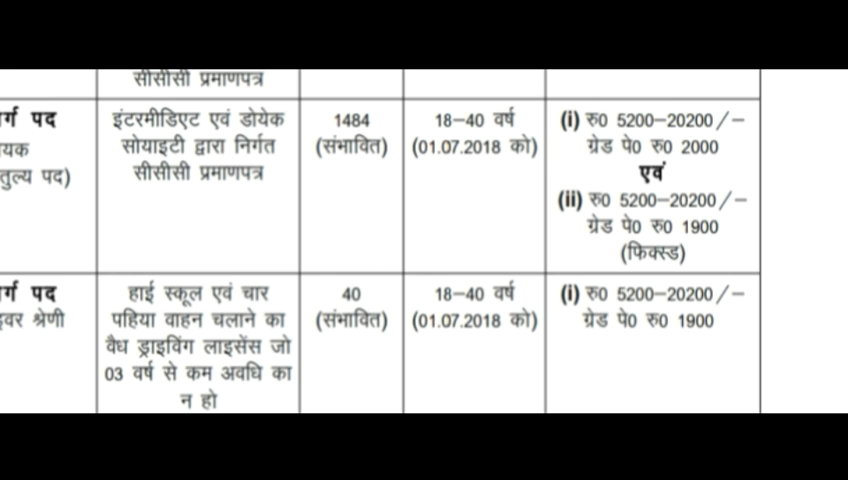 सीसीसी प्रमाणपत्र
र्ग पद
यक
तुल्य पद)
इंटरमीडिएट एवं डोयेक
सोयाइटी द्वारा निर्गत
सीसीसी प्रमाणपत्र
1484
(संभावित)
18–40 वर्ष
(01.07.2018 को)
(i) रु0 5200–20200/–
ग्रेड पे0 रु0 2000
एवं
(ii) रु0 5200–20200/–
ग्रेड पे0 रु0 1900
(फिक्स्ड)
र्ग पद
इवर श्रेणी
हाई स्कूल एवं चार
पहिया वाहन चलाने का
वैध ड्राइविंग लाइसेंस जो
03 वर्ष से कम अवधि का
न हो
40
(संभावित)
18–40 वर्ष
(01.07.2018 को)
(i) रु0 5200–20200/–
ग्रेड पे0 रु0 1900